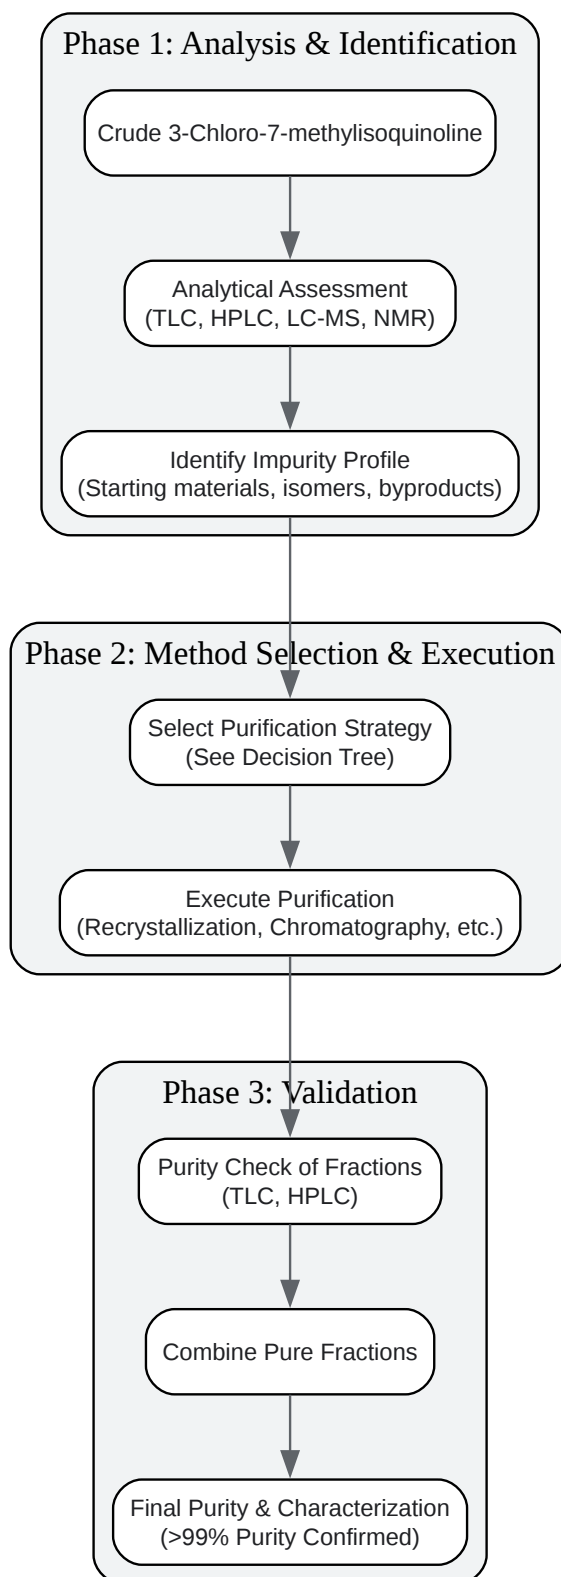 Phase 1: Analysis & Identification
Crude 3-Chloro-7-methylisoquinoline
Analytical Assessment
(TLC, HPLC, LC-MS, NMR)
Identify Impurity Profile
(Starting materials, isomers, byproducts)
Phase 2: Method Selection & Execution
Select Purification Strategy
(See Decision Tree)
Execute Purification
(Recrystallization, Chromatography, etc.)
Phase 3: Validation
Purity Check of Fractions
(TLC, HPLC)
Combine Pure Fractions
Final Purity & Characterization
(>99% Purity Confirmed)